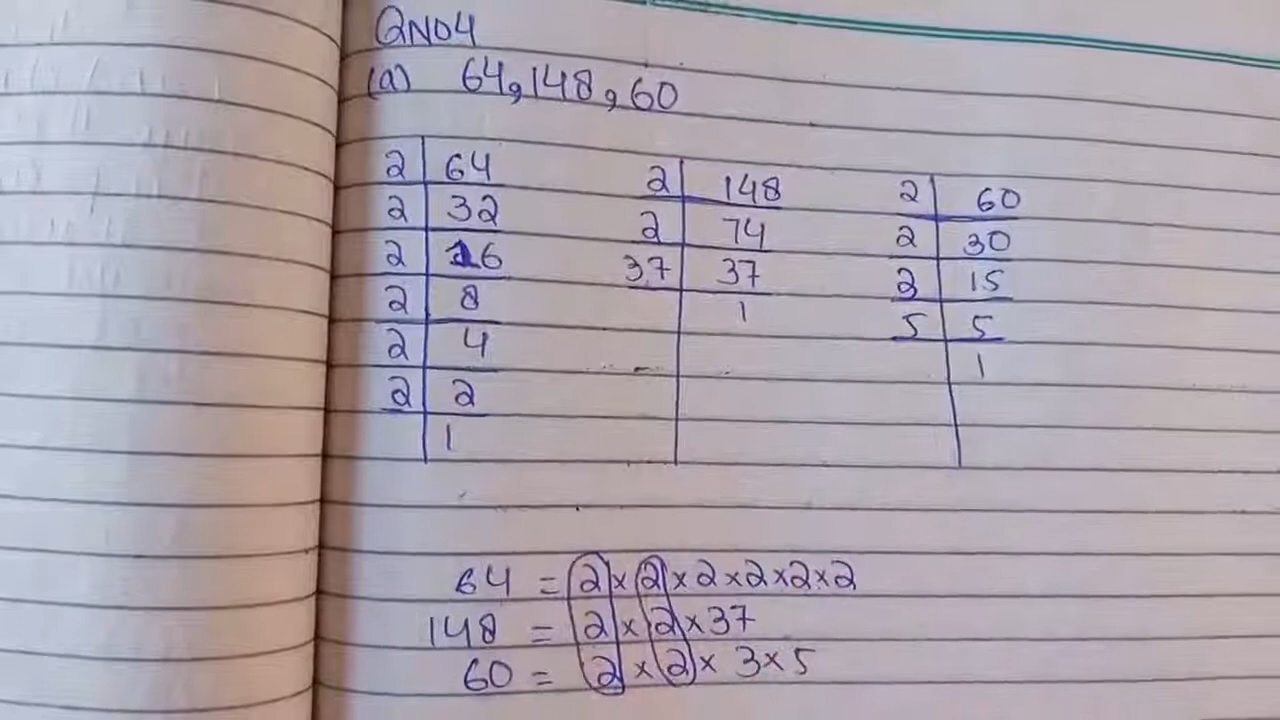 QNO4
(a) 64,148,60
2 64 2 148 2 60
2 32 2 74 2 30
2 16 37 37 3 15
2 8 1 5 5
2 4 1
2 2
1
64 = 2×2×2×2×2×2
148 = 2×2×37
60 = 2×2×3×5